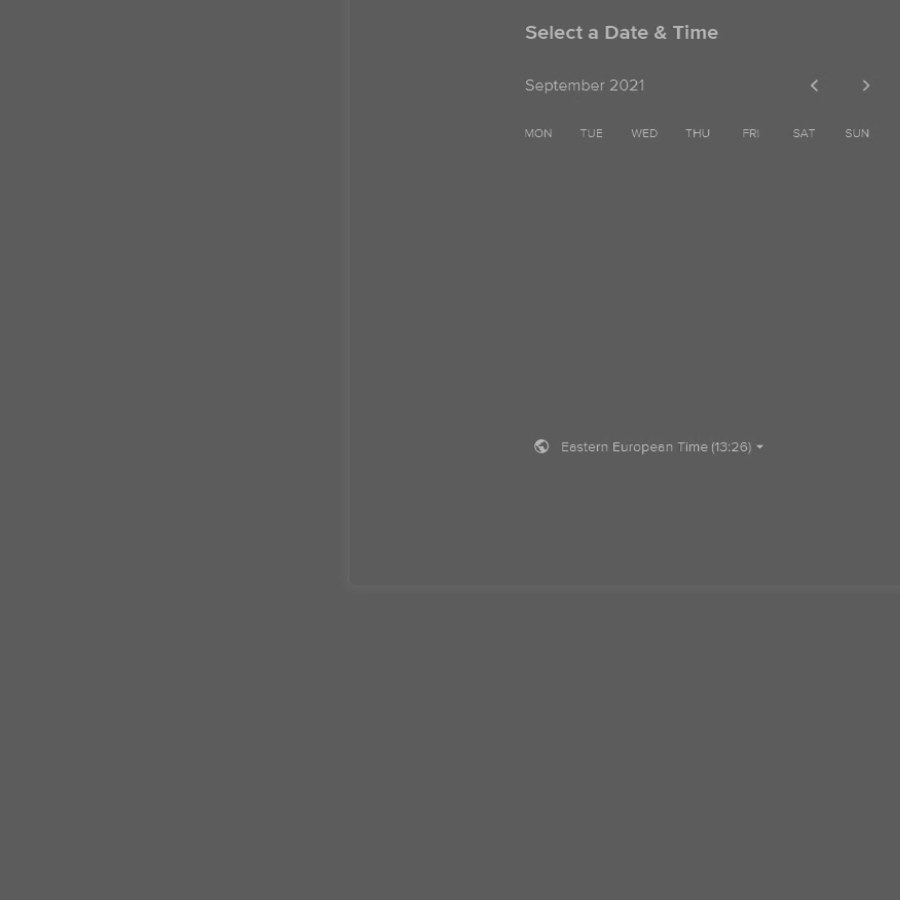 Select a Date & Time
September 2021
MON TUE WED THU FRI SAT SUN
Eastern European Time (13:26)